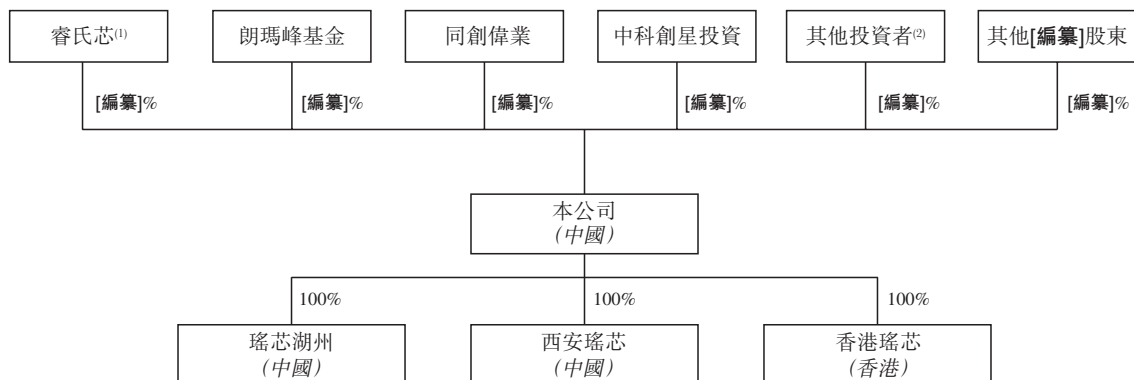 睿氏芯(1) 朗瑪峰基金 同創偉業 中科創星投資 其他投資者(2) 其他[編纂]股東
[編纂]% [編纂]% [編纂]% [編纂]% [編纂]% [編纂]%
本公司
(中國)
100% 100% 100%
瑤芯湖州 西安瑤芯 香港瑤芯
(中國) (中國) (香港)